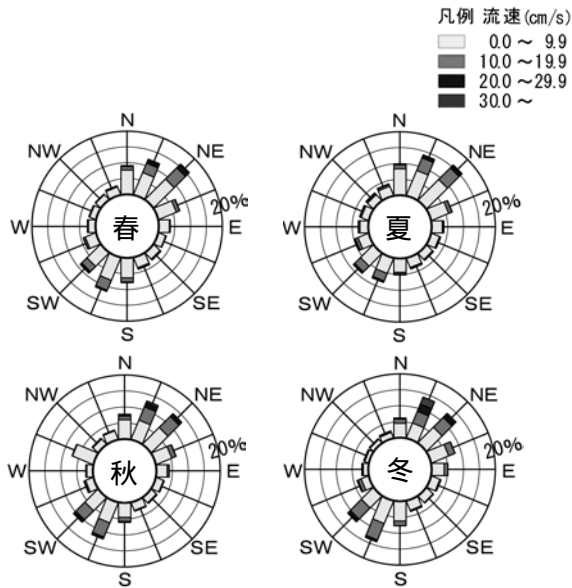 凡例 流速(cm/s)
0.0 ～ 9.9
10.0 ～ 19.9
20.0 ～ 29.9
30.0 ～
N
NW NE
20%
W 春 E
SW SE
S
N
NW NE
20%
W 夏 E
SW SE
S
N
NW NE
20%
W 秋 E
SW SE
S
N
NW NE
20%
W 冬 E
SW SE
S